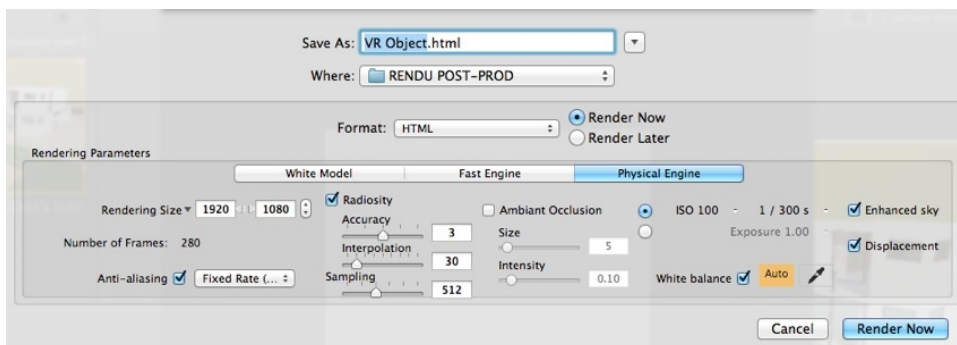 Save As: VR Object.html
Where: RENDU POST-PROD
Format: HTML
Render Now
Render Later
Rendering Parameters
White Model Fast Engine Physical Engine
Rendering Size 1920 1080
Number of Frames: 280
Anti-aliasing Fixed Rate (...
Radiosity
Accuracy 3
Interpolation 30
Sampling 512
Ambiant Occlusion
Size 5
Intensity 0.10
ISO 100 1 / 300 s
Exposure 1.00
White balance Auto
Enhanced sky
Displacement
Cancel Render Now